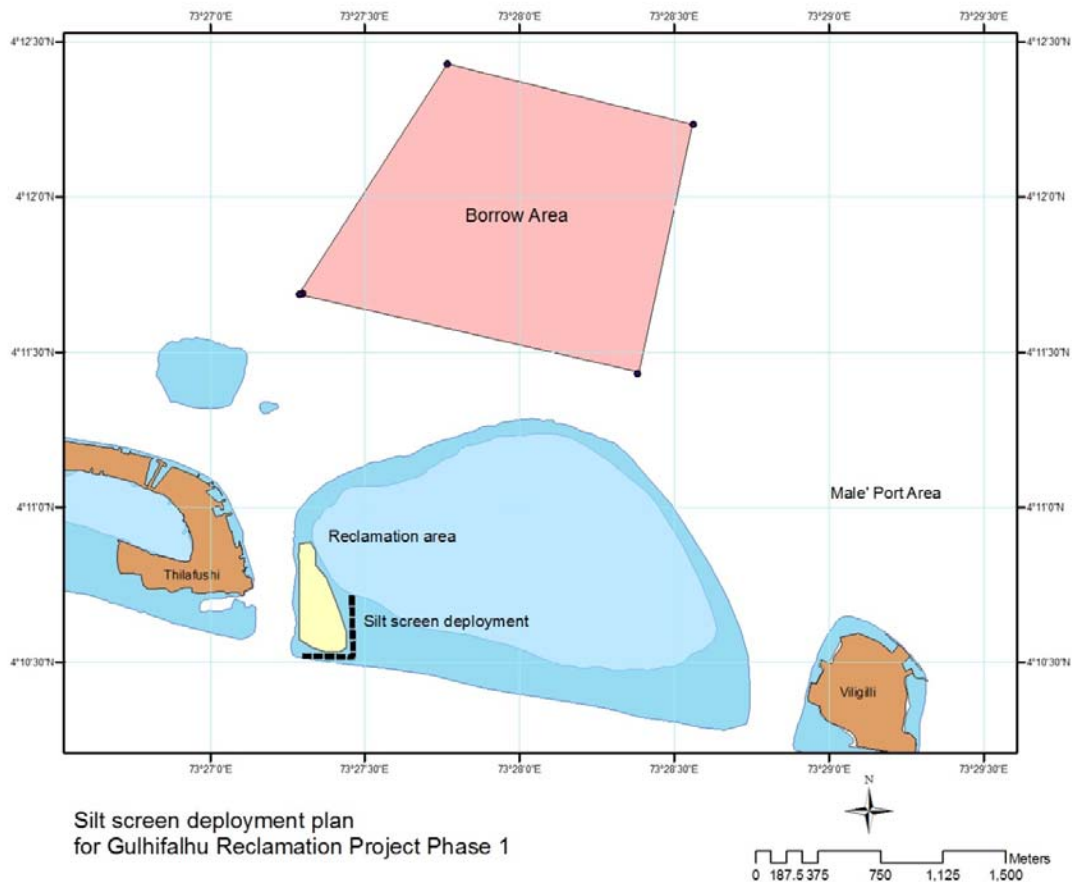 73°27'0"E 73°27'30"E 73°28'0"E 73°28'30"E 73°29'0"E 73°29'30"E
4°12'30"N 4°12'30"N
4°12'0"N 4°12'0"N
Borrow Area
4°11'30"N 4°11'30"N
Male' Port Area
4°11'0"N 4°11'0"N
Reclamation area
Thilafushi
Silt screen deployment
4°10'30"N 4°10'30"N
Viligilli
73°27'0"E 73°27'30"E 73°28'0"E 73°28'30"E 73°29'0"E 73°29'30"E
N
Silt screen deployment plan
for Gulhifalhu Reclamation Project Phase 1
Meters
0 187.5 375 750 1,125 1,500